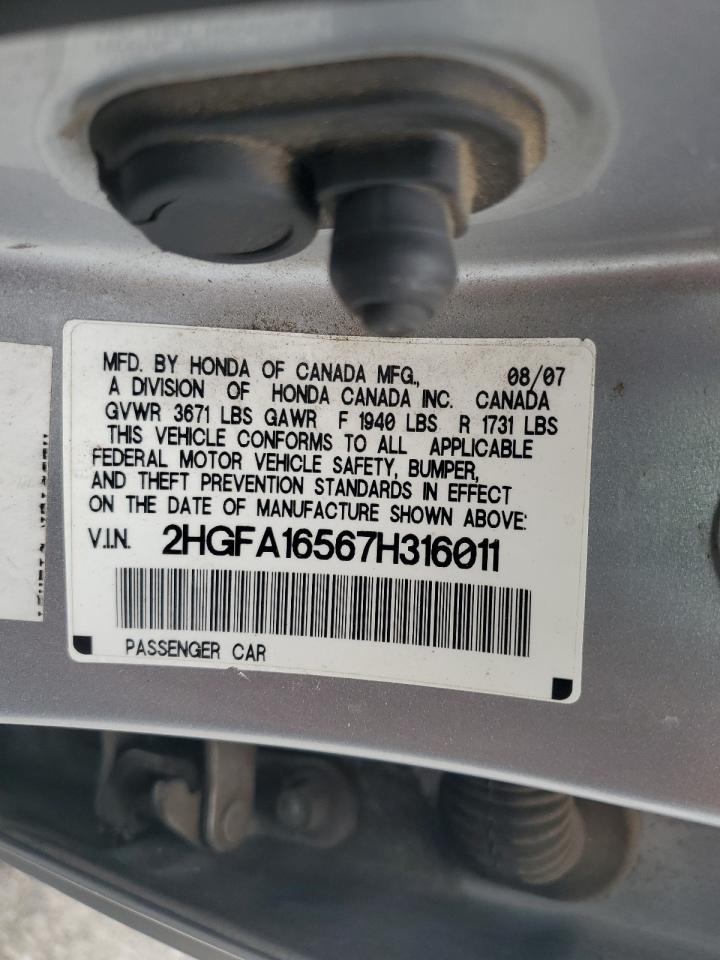 MFD. BY HONDA OF CANADA MFG., 08/07
A DIVISION OF HONDA CANADA INC. CANADA
GVWR 3671 LBS GAWR F 1940 LBS R 1731 LBS
THIS VEHICLE CONFORMS TO ALL APPLICABLE
FEDERAL MOTOR VEHICLE SAFETY, BUMPER,
AND THEFT PREVENTION STANDARDS IN EFFECT
ON THE DATE OF MANUFACTURE SHOWN ABOVE:
V.I.N. 2HGFA16567H316011
PASSENGER CAR